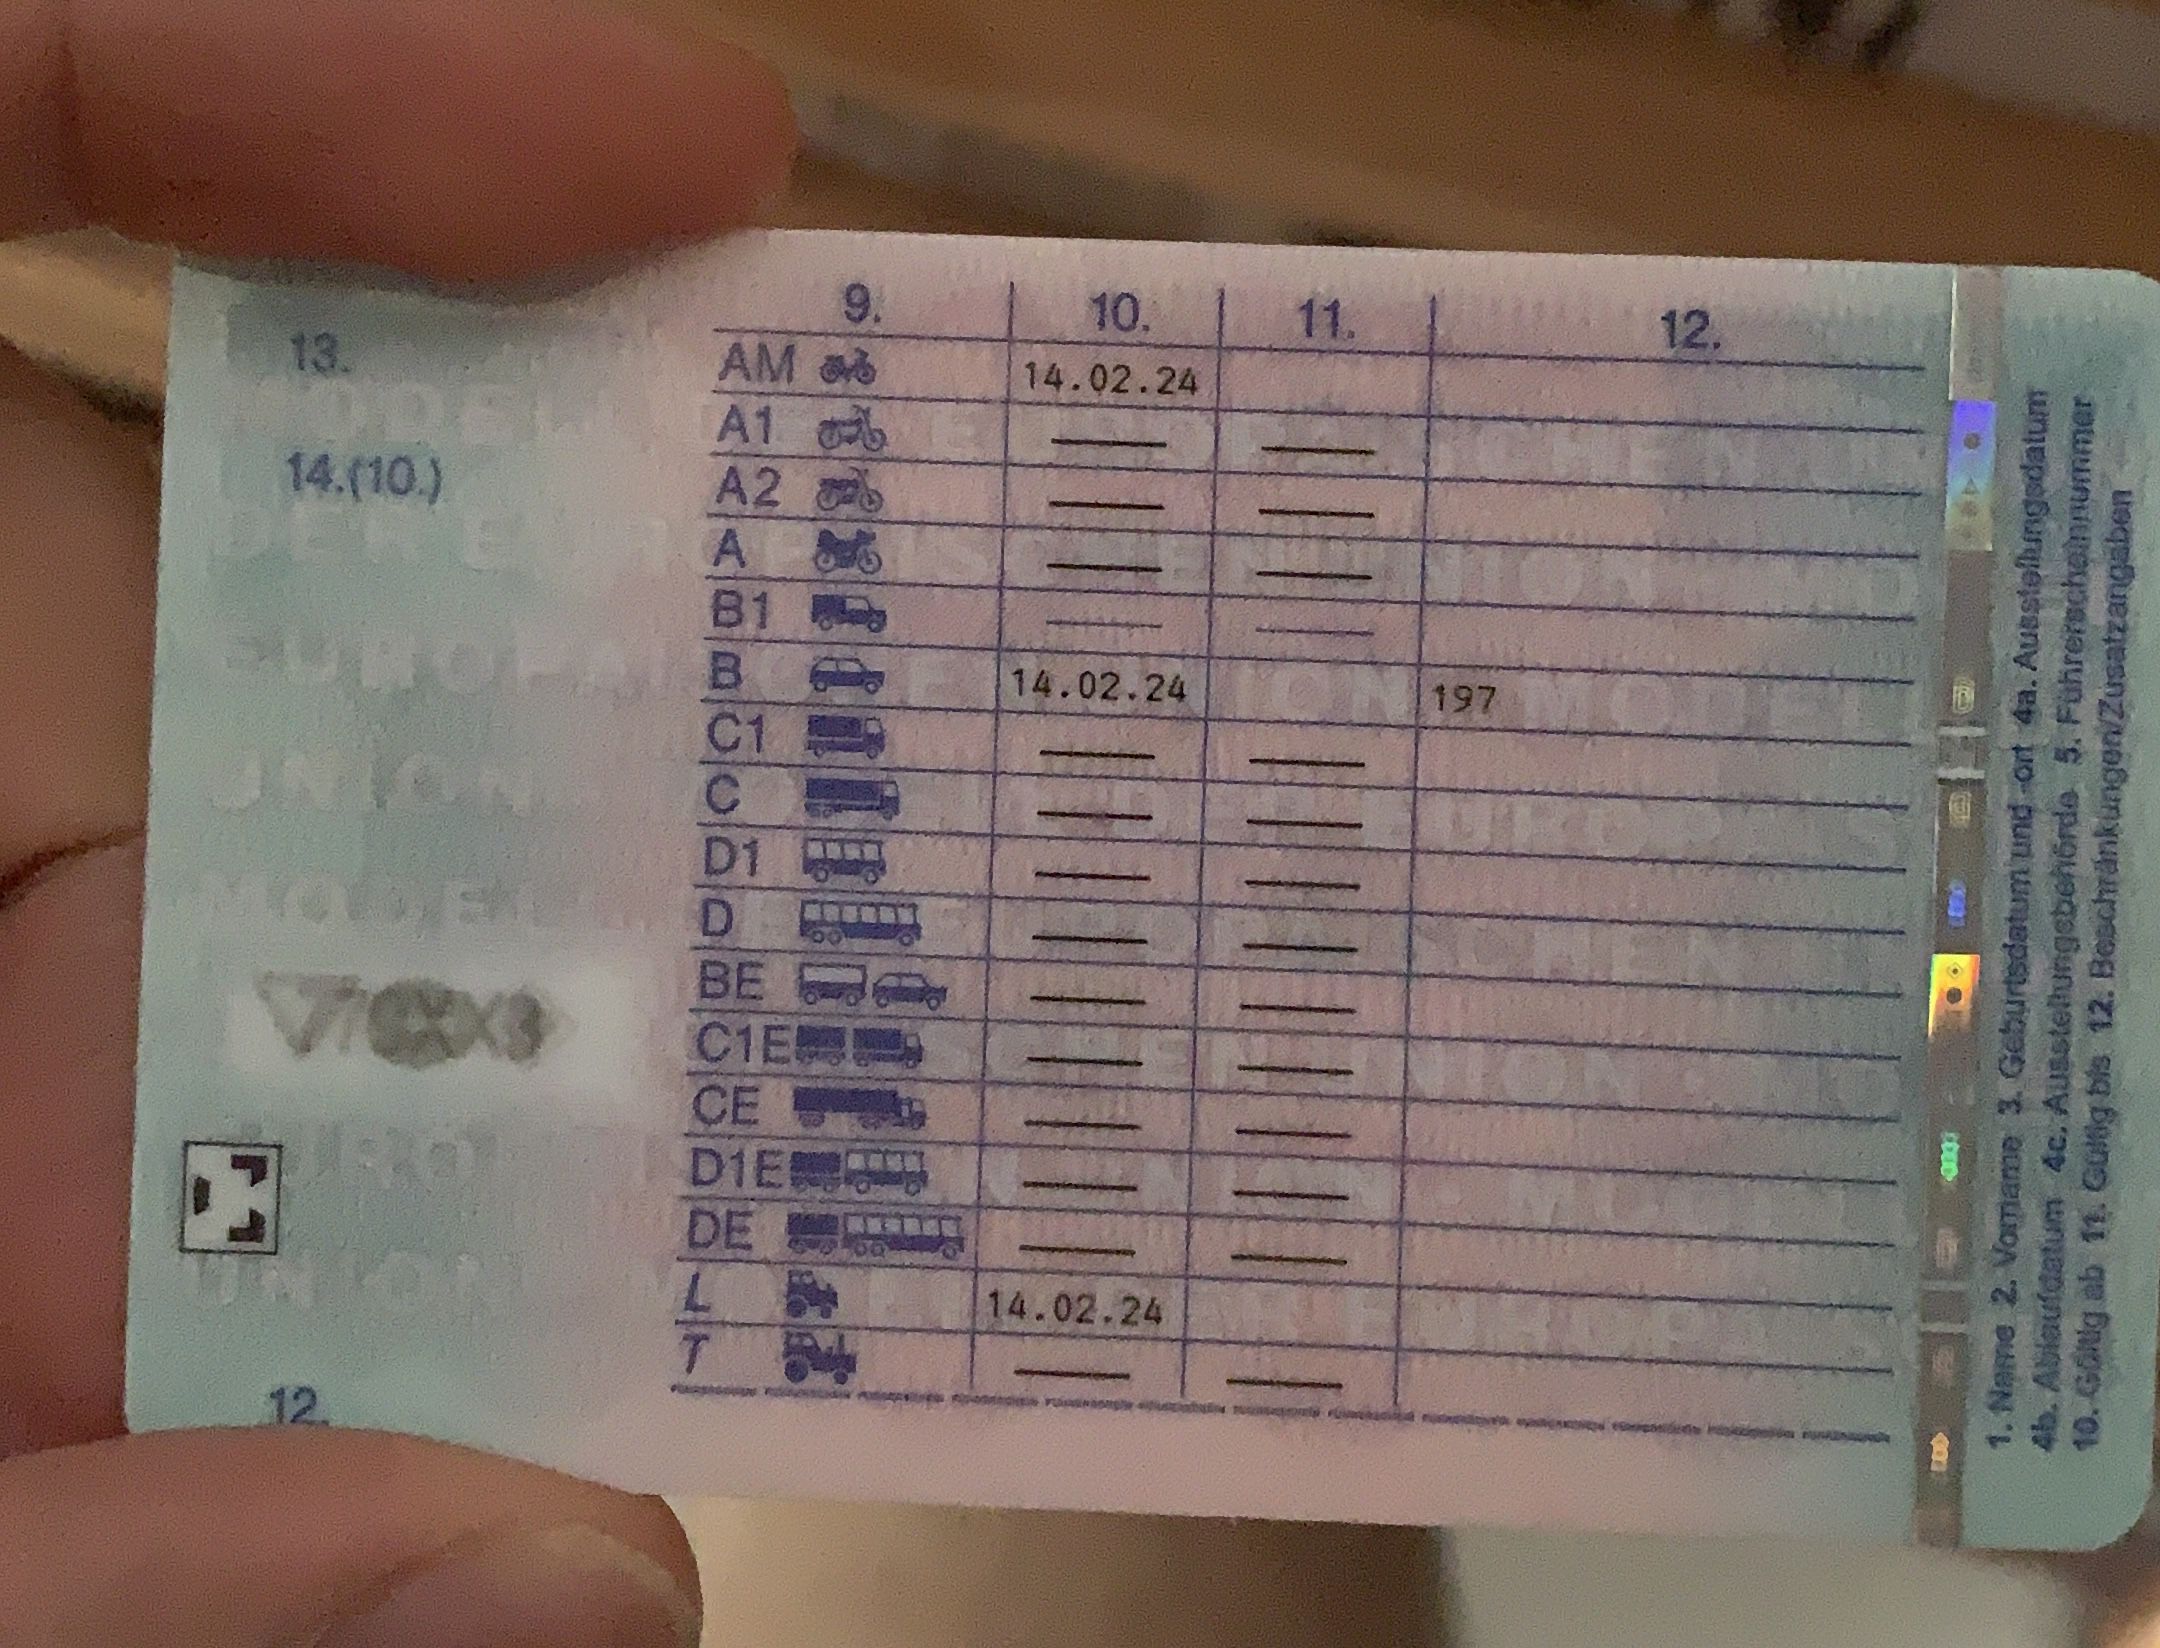 13.
14.(10.)
12.
9. 10. 11. 12.
AM 14.02.24
A1 — —
A2 — —
A — —
B1 — —
B 14.02.24 197
C1 — —
C — —
D1 — —
D — —
BE — —
C1E — —
CE — —
D1E — —
DE — —
L 14.02.24
T — —
1. Name 2. Vorname 3. Geburtsdatum und -ort 4a. Ausstellungsdatum
4b. Ablaufdatum 4c. Ausstellungsbehörde 5. Führerscheinnummer
10. Gültig ab 11. Gültig bis 12. Beschränkungen/Zusatzangaben